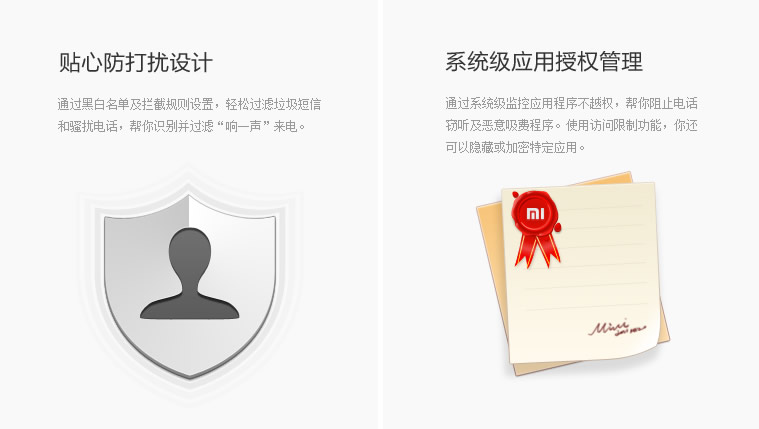 贴心防打扰设计
通过黑白名单及拦截规则设置，轻松过滤垃圾短信
和骚扰电话，帮你识别并过滤“响一声”来电。
系统级应用授权管理
通过系统级监控应用程序不越权，帮你阻止电话
窃听及恶意吸费程序。使用访问限制功能，你还
可以隐藏或加密特定应用。
MI